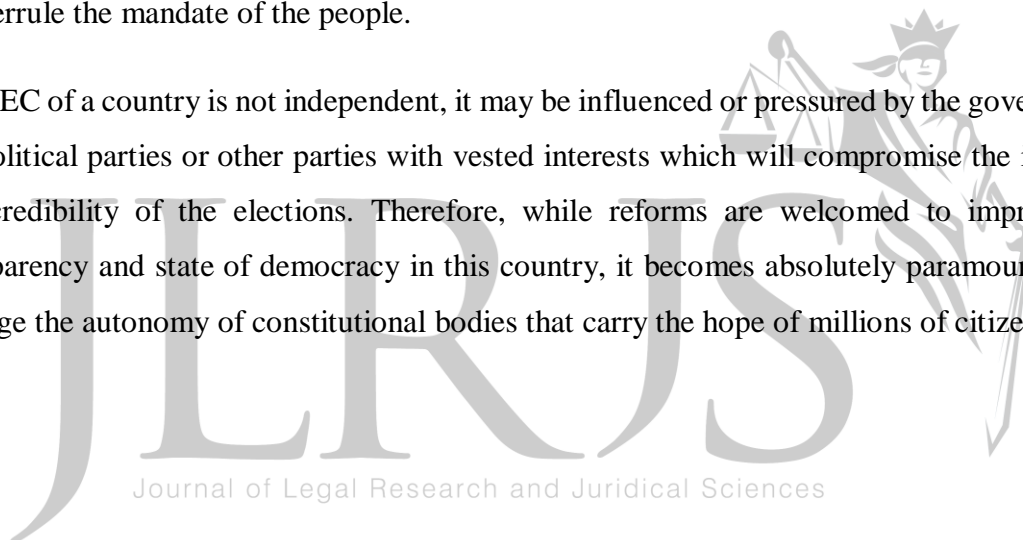 errule the mandate of the people.
EC of a country is not independent, it may be influenced or pressured by the gove
olitical parties or other parties with vested interests which will compromise the
credibility of the elections. Therefore, while reforms are welcomed to impr
parency and state of democracy in this country, it becomes absolutely paramoun
ge the autonomy of constitutional bodies that carry the hope of millions of citize
JLRJS
Journal of Legal Research and Juridical Sciences